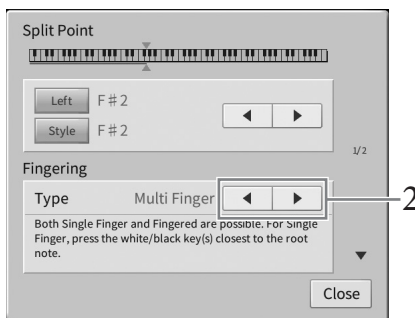 Split Point
Left F♯2
Style F♯2
1/2
Fingering
Type Multi Finger
2
Both Single Finger and Fingered are possible. For Single
Finger, press the white/black key(s) closest to the root
note.
Close